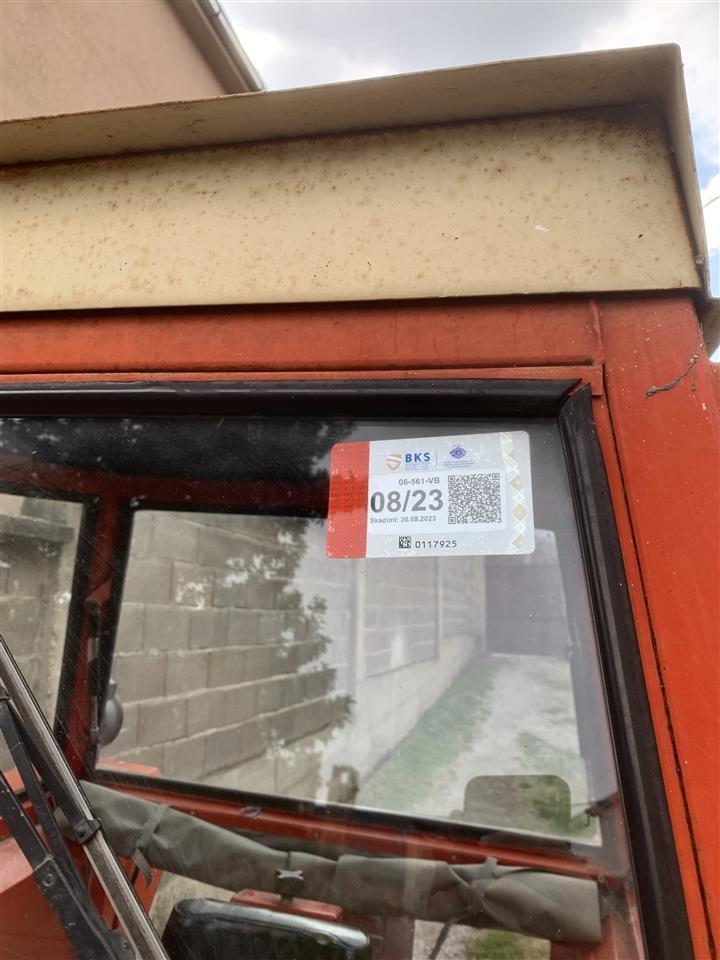 BKS
06-561-VB
08/23
Skadimi: 30.08.2023
0117925